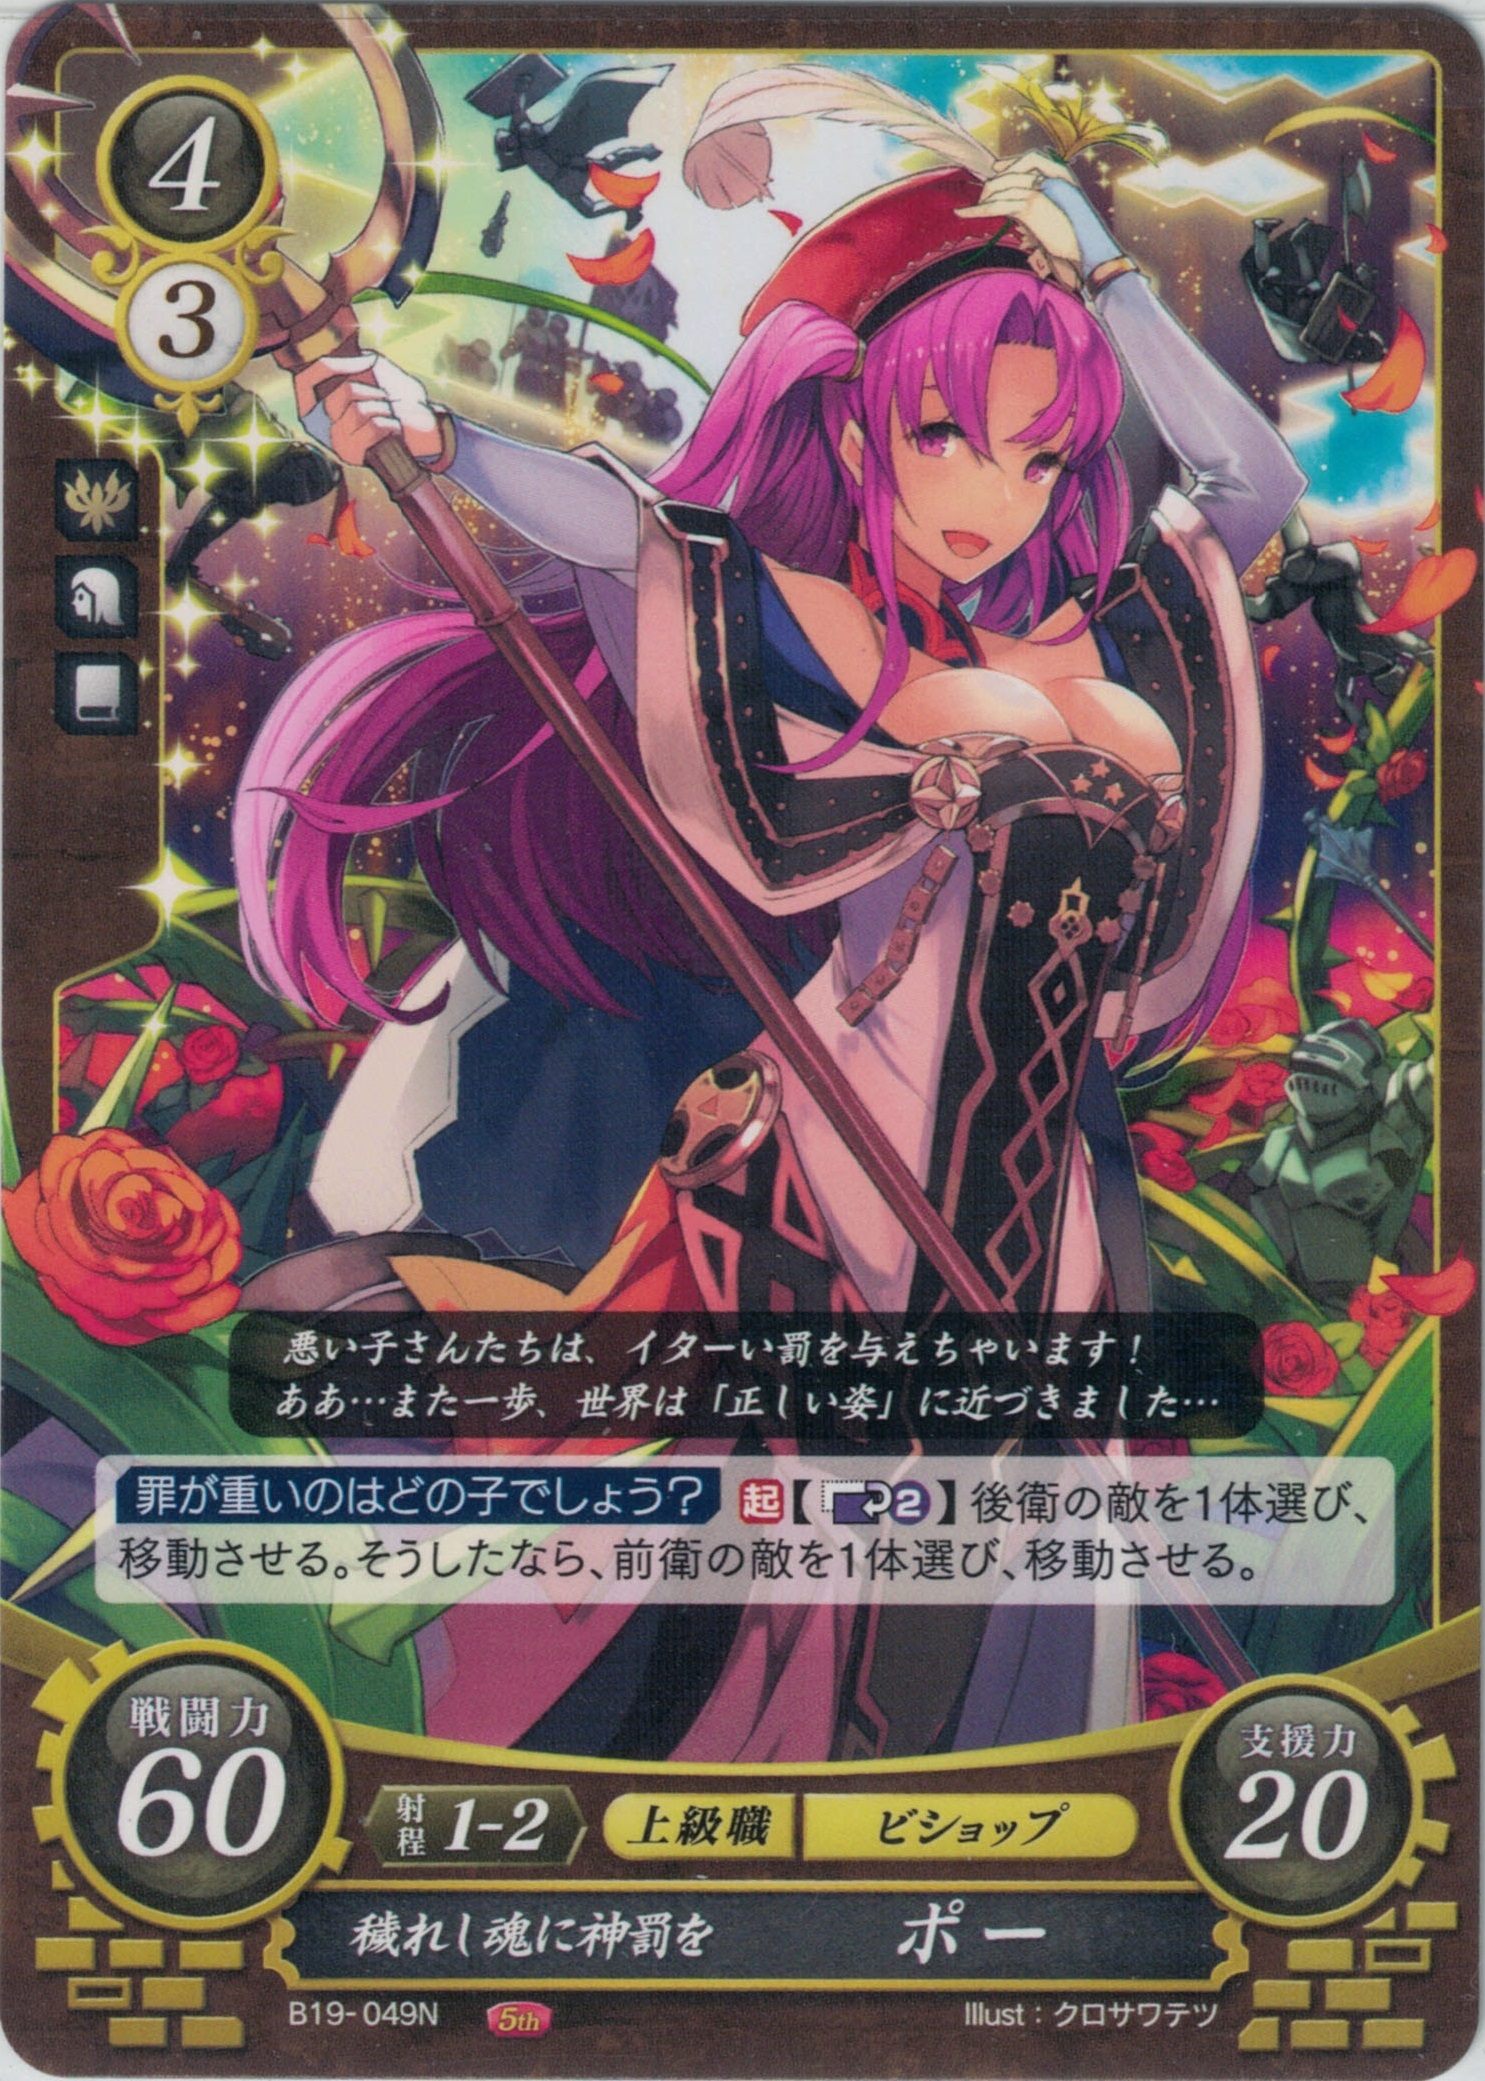 4
3
悪い子さんたちは、イターい罰を与えちゃいます！
ああ…また一歩、世界は「正しい姿」に近づきました…
罪が重いのはどの子でしょう？ 起【 2 】後衛の敵を1体選び、
移動させる。そうしたなら、前衛の敵を1体選び、移動させる。
戦闘力
60
射程 1-2
上級職 ビショップ
支援力
20
穢れし魂に神罰を ポー
B19-049N 5th Illust：クロサワテツ